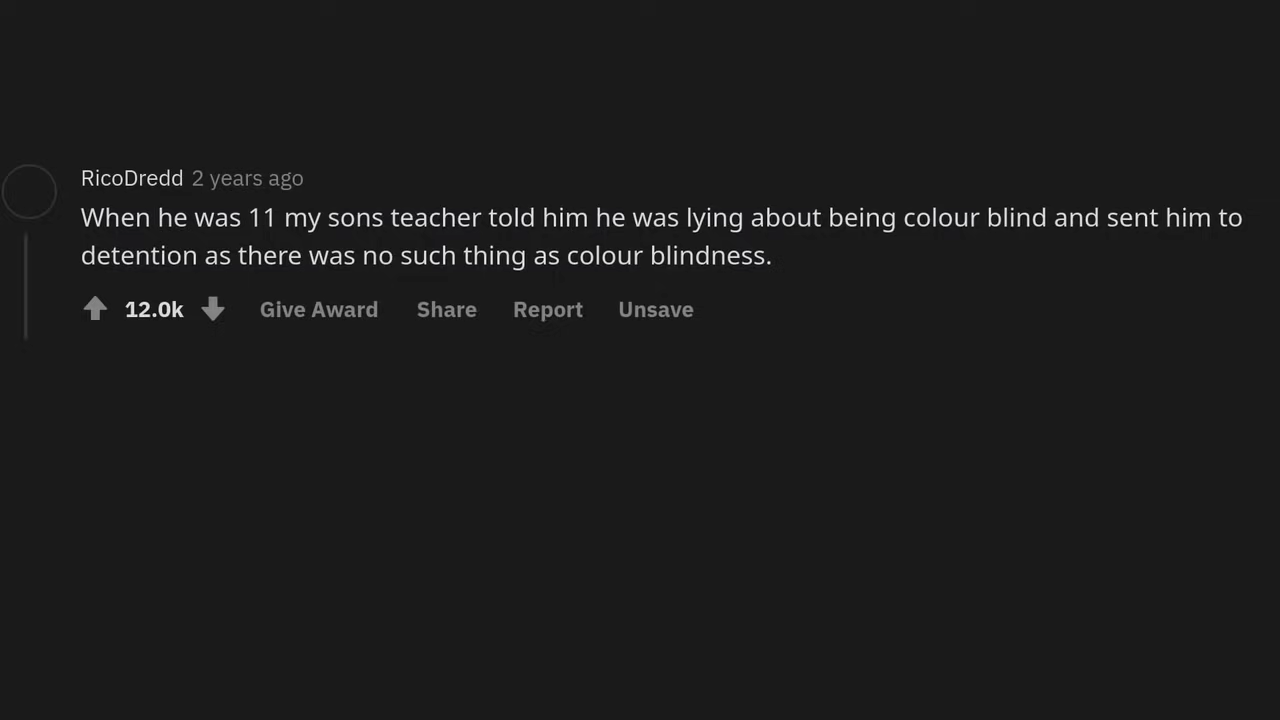 RicoDredd 2 years ago
When he was 11 my sons teacher told him he was lying about being colour blind and sent him to
detention as there was no such thing as colour blindness.
12.0k Give Award Share Report Unsave